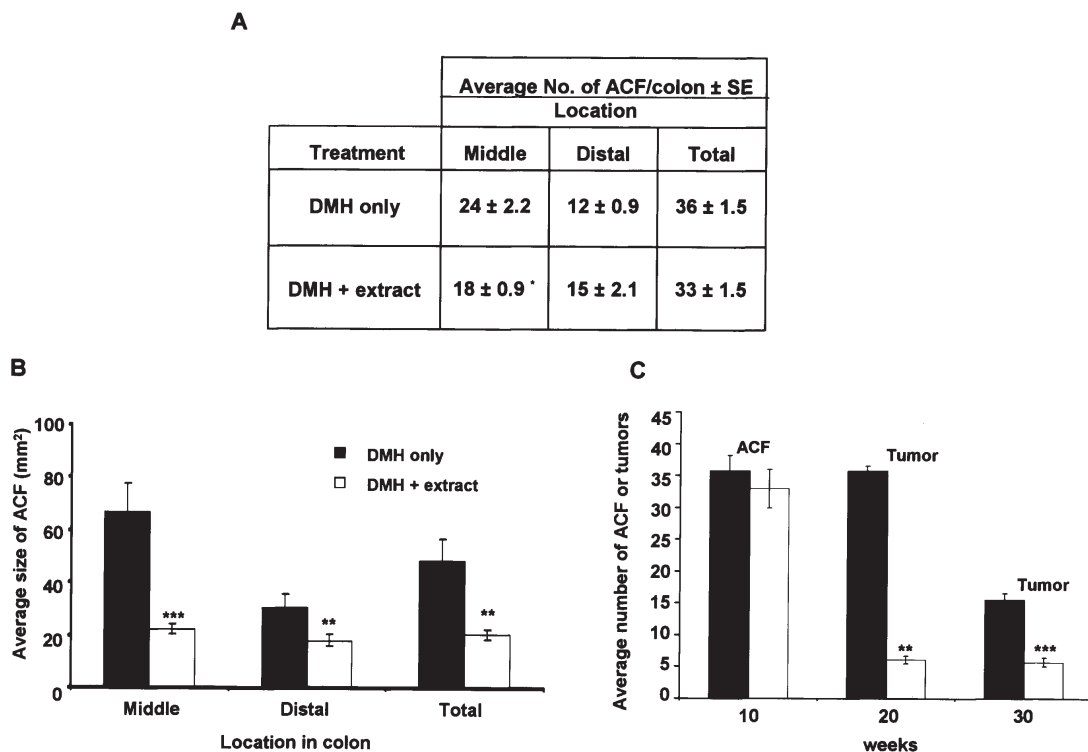 A
Average No. of ACF/colon ± SE
Location
Treatment Middle Distal Total
DMH only 24 ± 2.2 12 ± 0.9 36 ± 1.5
DMH + extract 18 ± 0.9 * 15 ± 2.1 33 ± 1.5
B
Average size of ACF (mm²)
100
80
60
40
20
0
DMH only
DMH + extract
***
**
**
Middle Distal Total
Location in colon
C
Average number of ACF or tumors
45
40
35
30
25
20
15
10
5
0
ACF
Tumor
Tumor
**
***
10 20 30
weeks